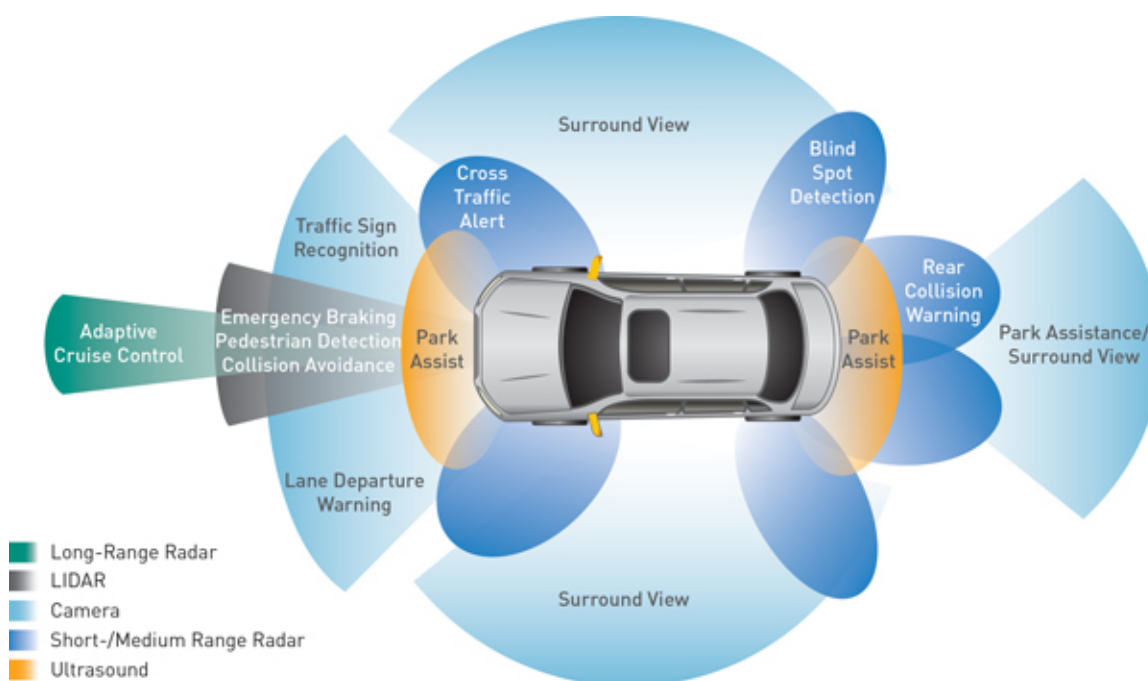 Surround View
Blind
Spot
Detection
Cross
Traffic
Alert
Traffic Sign
Recognition
Rear
Collision
Warning
Adaptive
Cruise Control
Emergency Braking
Pedestrian Detection
Collision Avoidance
Park
Assist
Park
Assist
Park Assistance/
Surround View
Lane Departure
Warning
Surround View
Long-Range Radar
LIDAR
Camera
Short-/Medium Range Radar
Ultrasound